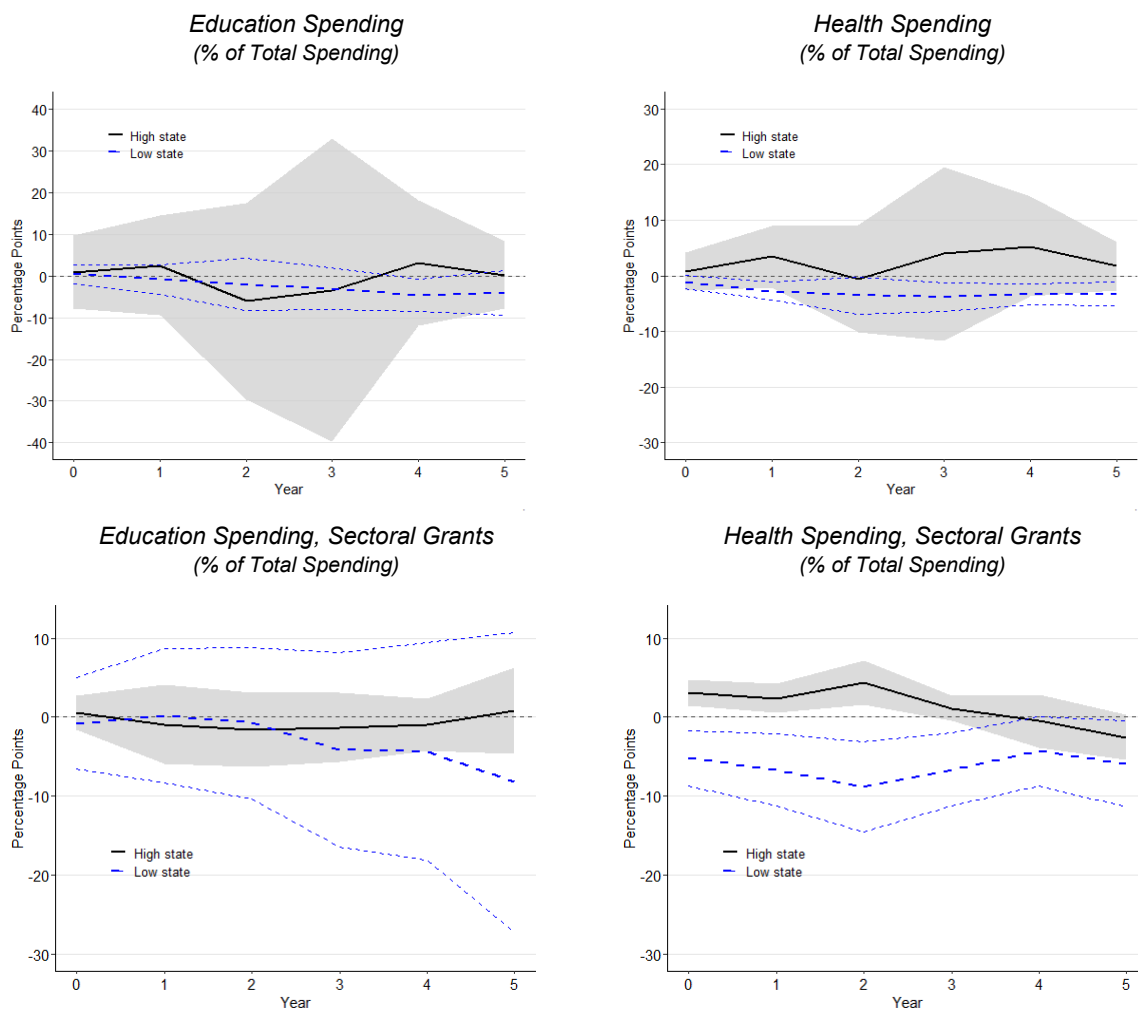 Education Spending
(% of Total Spending)
40
30
20
10
0
-10
-20
-30
-40
Percentage Points
High state
Low state
0 1 2 3 4 5
Year
Health Spending
(% of Total Spending)
30
20
10
0
-10
-20
-30
Percentage Points
High state
Low state
0 1 2 3 4 5
Year
Education Spending, Sectoral Grants
(% of Total Spending)
10
0
-10
-20
-30
Percentage Points
High state
Low state
0 1 2 3 4 5
Year
Health Spending, Sectoral Grants
(% of Total Spending)
10
0
-10
-20
-30
Percentage Points
High state
Low state
0 1 2 3 4 5
Year